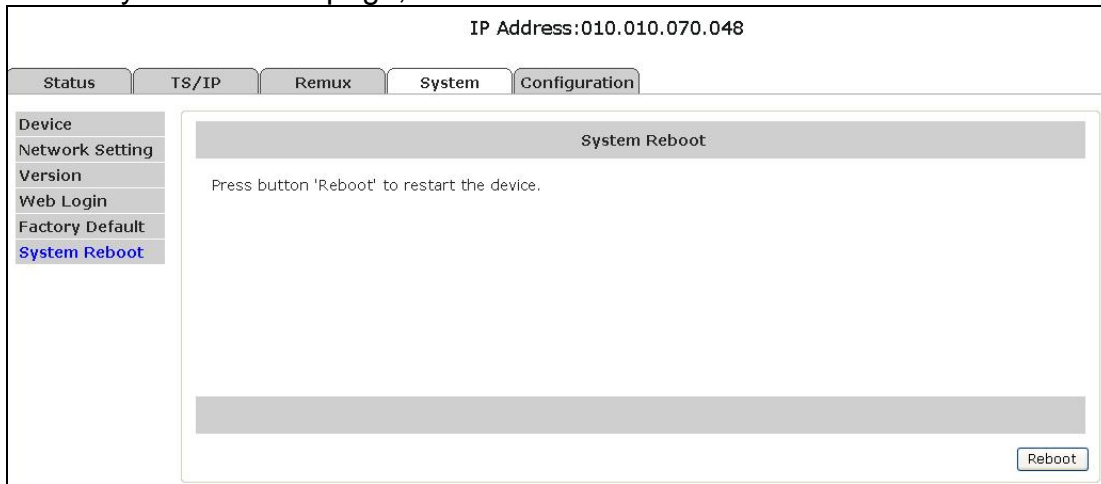 IP Address:010.010.070.048
Status TS/IP Remux System Configuration
Device
Network Setting
Version
Web Login
Factory Default
System Reboot
System Reboot
Press button 'Reboot' to restart the device.
Reboot